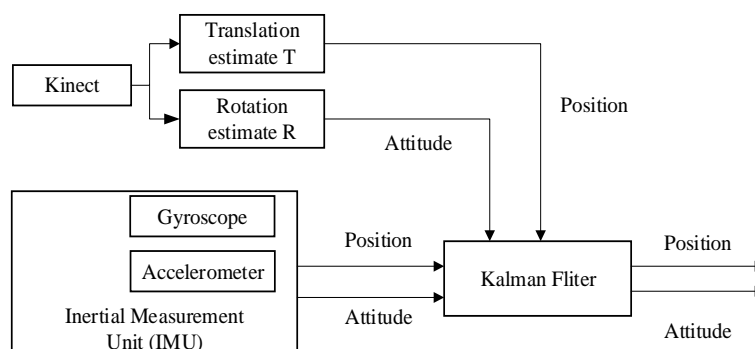 Translation
estimate T
Kinect
Rotation
estimate R
Position
Attitude
Gyroscope
Accelerometer
Inertial Measurement
Unit (IMU)
Position
Attitude
Kalman Fliter
Position
Attitude